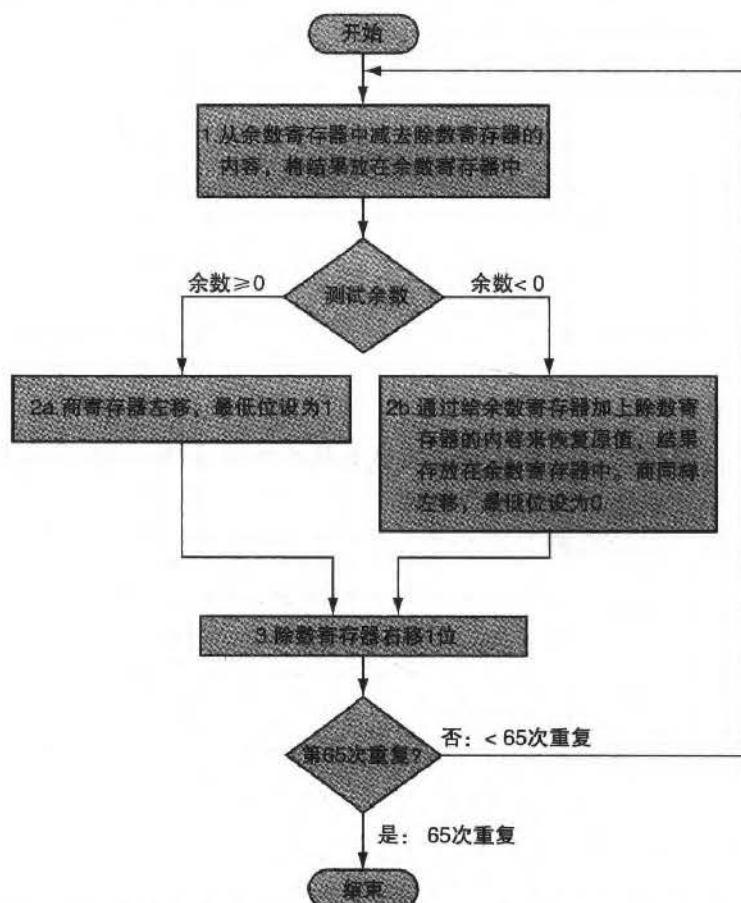 开始
1.从余数寄存器中减去除数寄存器的
内容，将结果放在余数寄存器中
测试余数
余数≥0
余数<0
2a.商寄存器左移，最低位设为1
2b.通过给余数寄存器加上除数寄
存器的内容来恢复原值，结果
存放在余数寄存器中。商同样
左移，最低位设为0
3.除数寄存器右移1位
第65次重复？
否：< 65次重复
是： 65次重复
结束